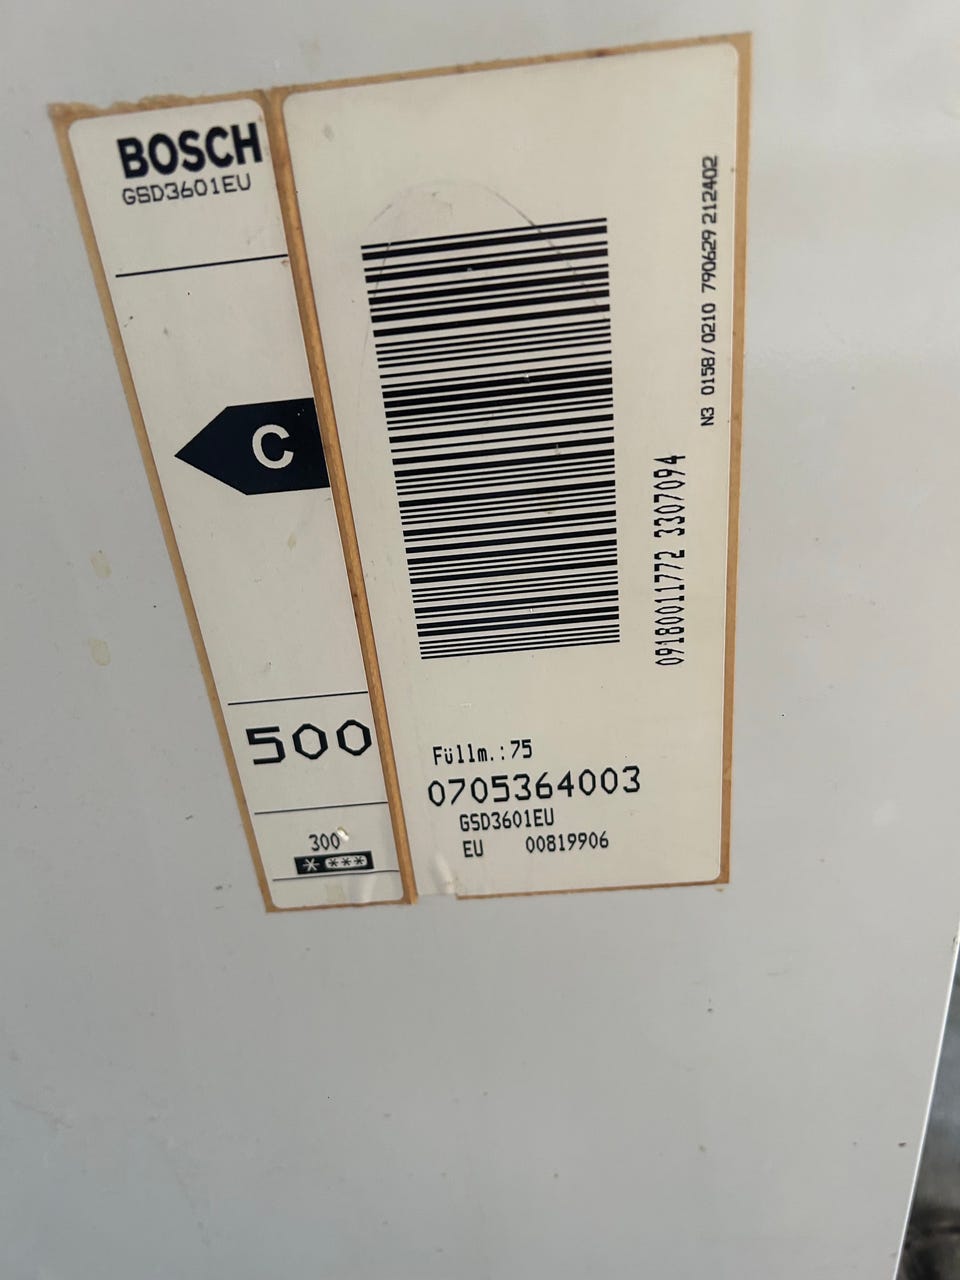 BOSCH
GSD3601EU
C
500
300
* ***
N3 0158/0210 790629 212402
09180011772 3307094
Füllm.:75
0705364003
GSD3601EU
EU 00819906